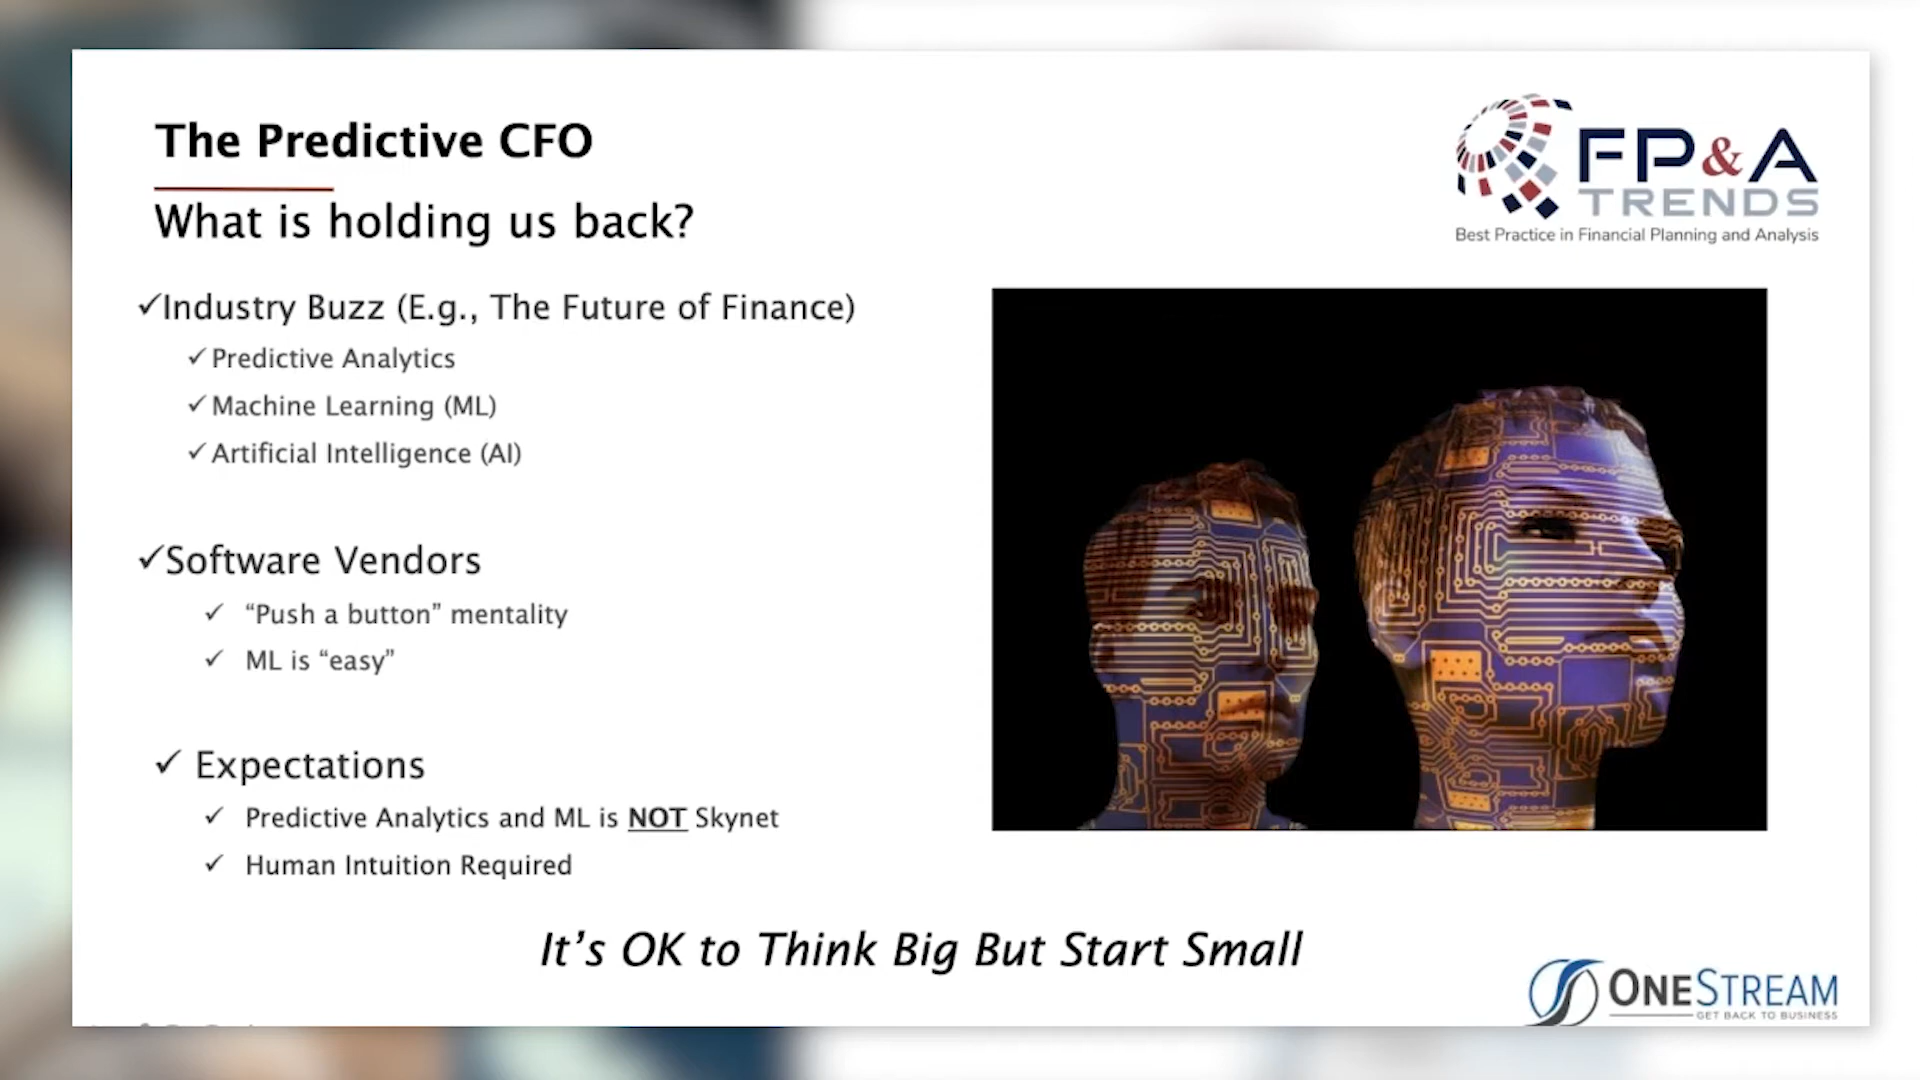 The Predictive CFO
What is holding us back?
FP&A
TRENDS
Best Practice in Financial Planning and Analysis
✓Industry Buzz (E.g., The Future of Finance)
✓Predictive Analytics
✓Machine Learning (ML)
✓Artificial Intelligence (AI)
✓Software Vendors
✓ “Push a button” mentality
✓ ML is “easy”
✓ Expectations
✓ Predictive Analytics and ML is NOT Skynet
✓ Human Intuition Required
It’s OK to Think Big But Start Small
ONESTREAM
GET BACK TO BUSINESS